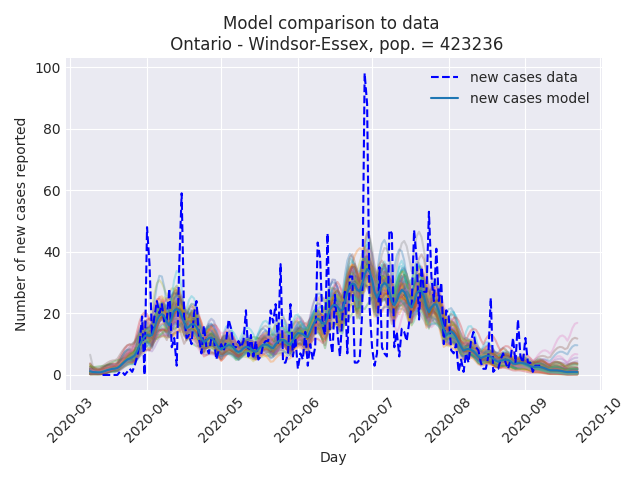 Model comparison to data
Ontario - Windsor-Essex, pop. = 423236
new cases data
new cases model
Number of new cases reported
100
80
60
40
20
0
2020-03
2020-04
2020-05
2020-06
2020-07
2020-08
2020-09
2020-10
Day